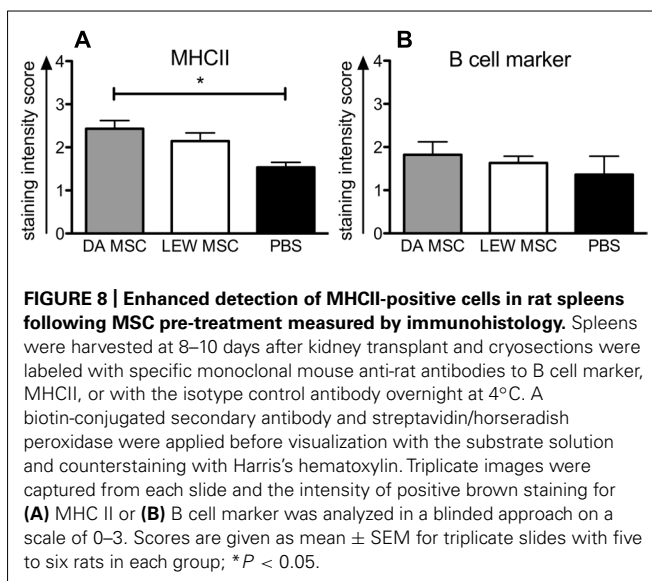 A
B
MHCII
B cell marker
*
staining intensity score
4
3
2
1
0
DA MSC LEW MSC PBS
staining intensity score
4
3
2
1
0
DA MSC LEW MSC PBS
FIGURE 8 | Enhanced detection of MHCII-positive cells in rat spleens
following MSC pre-treatment measured by immunohistology. Spleens
were harvested at 8–10 days after kidney transplant and cryosections were
labeled with specific monoclonal mouse anti-rat antibodies to B cell marker,
MHCII, or with the isotype control antibody overnight at 4°C. A
biotin-conjugated secondary antibody and streptavidin/horseradish
peroxidase were applied before visualization with the substrate solution
and counterstaining with Harris's hematoxylin. Triplicate images were
captured from each slide and the intensity of positive brown staining for
(A) MHC II or (B) B cell marker was analyzed in a blinded approach on a
scale of 0–3. Scores are given as mean ± SEM for triplicate slides with five
to six rats in each group; *P < 0.05.